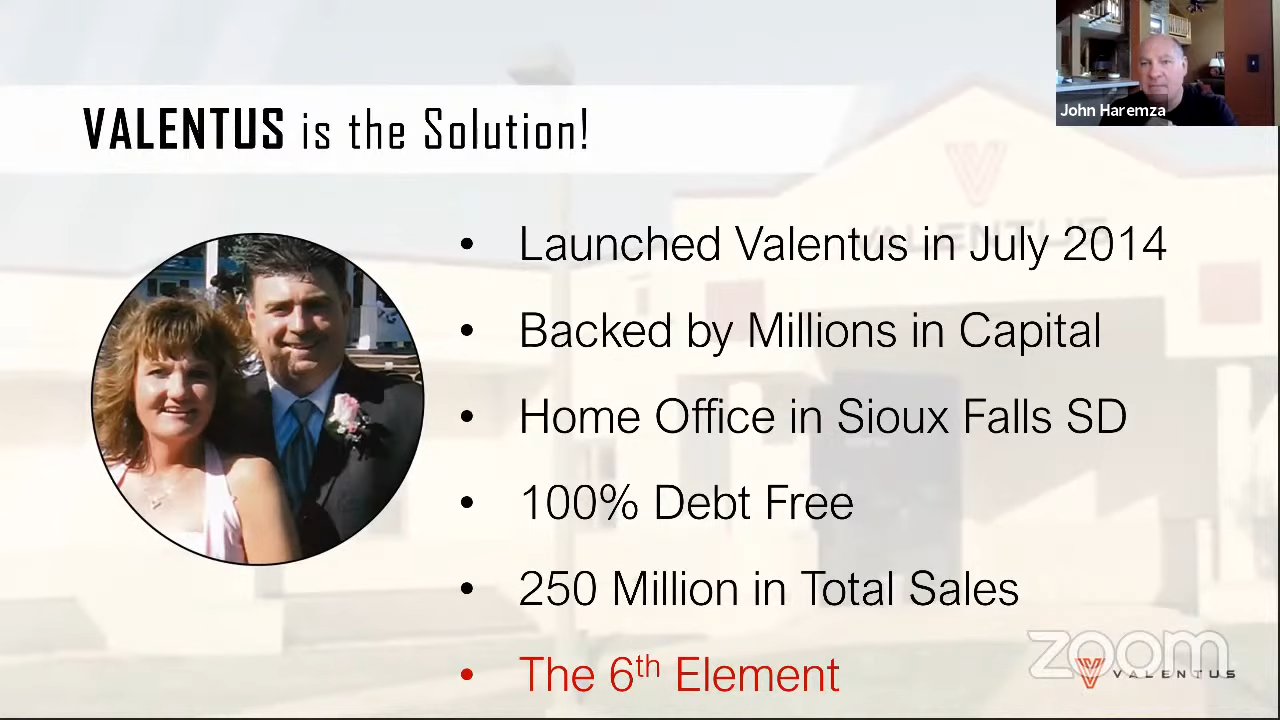 John Haremza
VALENTUS is the Solution!
VALENTUS
• Launched Valentus in July 2014
• Backed by Millions in Capital
• Home Office in Sioux Falls SD
• 100% Debt Free
• 250 Million in Total Sales
• The 6th Element
zoom
VALENTUS